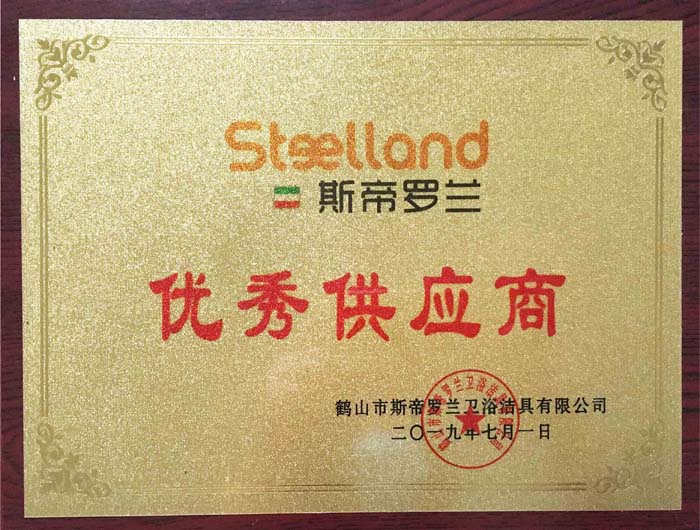 Steelland
斯帝罗兰
优秀供应商
鹤山市斯帝罗兰卫浴洁具有限公司
二〇一九年七月一日